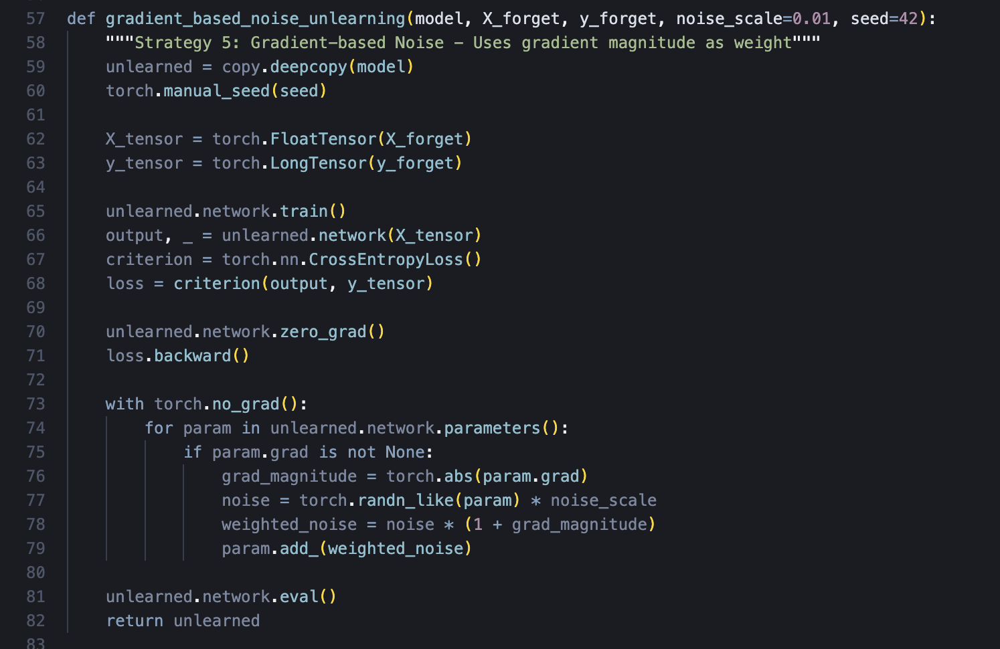 57 def gradient_based_noise_unlearning(model, X_forget, y_forget, noise_scale=0.01, seed=42):
58     """Strategy 5: Gradient-based Noise - Uses gradient magnitude as weight"""
59     unlearned = copy.deepcopy(model)
60     torch.manual_seed(seed)
61
62     X_tensor = torch.FloatTensor(X_forget)
63     y_tensor = torch.LongTensor(y_forget)
64
65     unlearned.network.train()
66     output, _ = unlearned.network(X_tensor)
67     criterion = torch.nn.CrossEntropyLoss()
68     loss = criterion(output, y_tensor)
69
70     unlearned.network.zero_grad()
71     loss.backward()
72
73     with torch.no_grad():
74         for param in unlearned.network.parameters():
75             if param.grad is not None:
76                 grad_magnitude = torch.abs(param.grad)
77                 noise = torch.randn_like(param) * noise_scale
78                 weighted_noise = noise * (1 + grad_magnitude)
79                 param.add_(weighted_noise)
80
81     unlearned.network.eval()
82     return unlearned
83